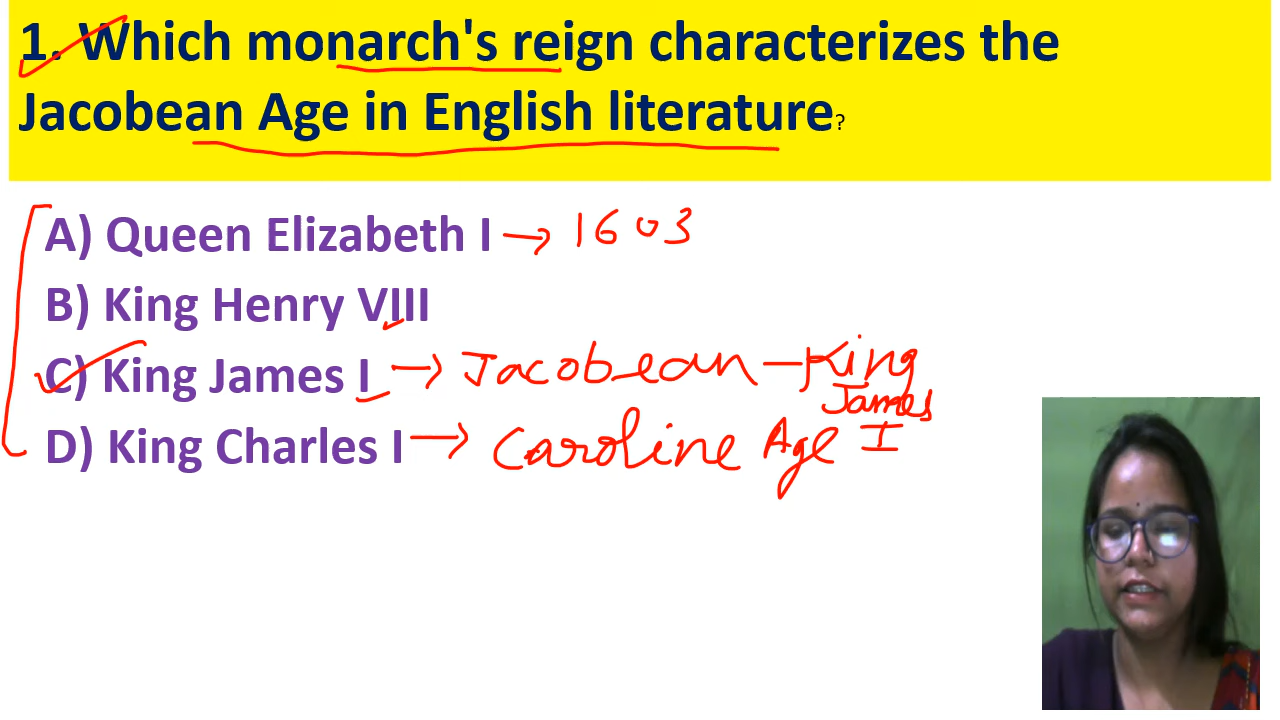 1. Which monarch's reign characterizes the
Jacobean Age in English literature?
A) Queen Elizabeth I → 1603
B) King Henry VIII
C) King James I → Jacobean - King
James
I
D) King Charles I → Caroline Age